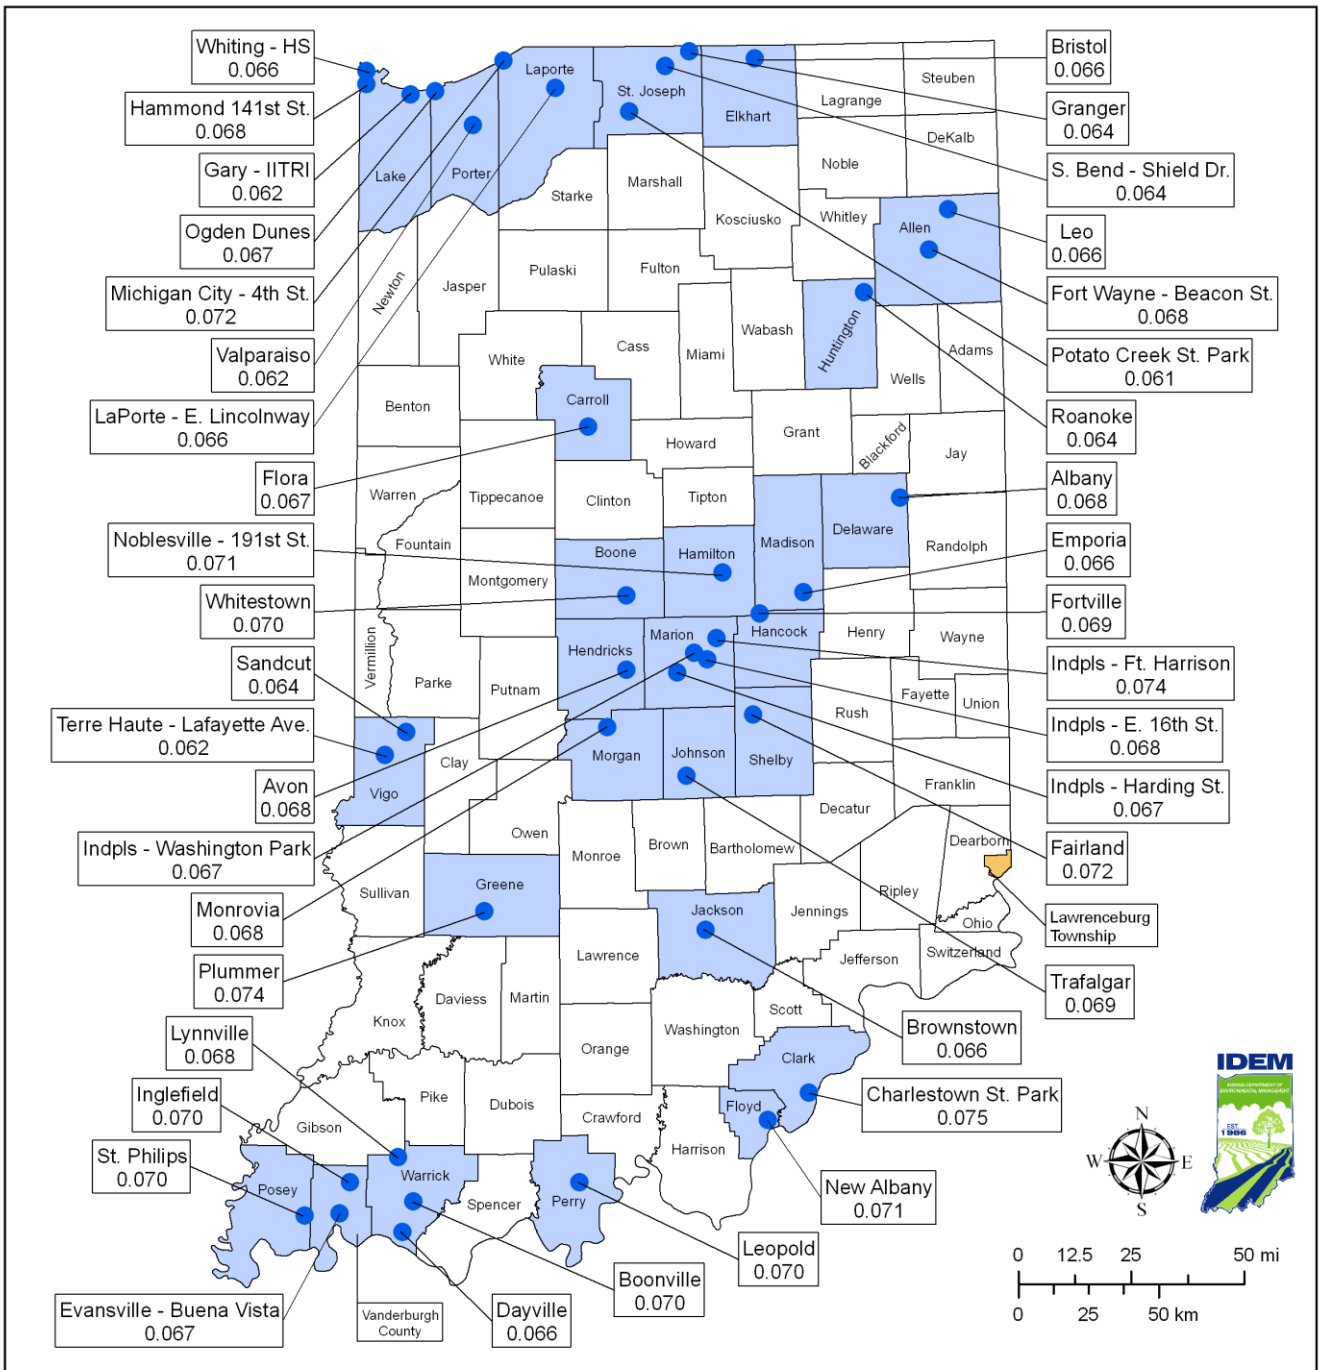 Whiting - HS
0.066
Hammond 141st St.
0.068
Gary - IITRI
0.062
Ogden Dunes
0.067
Michigan City - 4th St.
0.072
Valparaiso
0.062
LaPorte - E. Lincolnway
0.066
Flora
0.067
Noblesville - 191st St.
0.071
Whitestown
0.070
Sandcut
0.064
Terre Haute - Lafayette Ave.
0.062
Avon
0.068
Indpls - Washington Park
0.067
Monrovia
0.068
Plummer
0.074
Lynnville
0.068
Inglefield
0.070
St. Philips
0.070
Evansville - Buena Vista
0.067
Vanderburgh
County
Dayville
0.066
Boonville
0.070
Leopold
0.070
New Albany
0.071
Charlestown St. Park
0.075
Brownstown
0.066
Bristol
0.066
Granger
0.064
S. Bend - Shield Dr.
0.064
Leo
0.066
Fort Wayne - Beacon St.
0.068
Potato Creek St. Park
0.061
Roanoke
0.064
Albany
0.068
Emporia
0.066
Fortville
0.069
Indpls - Ft. Harrison
0.074
Indpls - E. 16th St.
0.068
Indpls - Harding St.
0.067
Fairland
0.072
Lawrenceburg
Township
Trafalgar
0.069
Lake
Porter
Laporte
St. Joseph
Elkhart
Lagrange
Steuben
DeKalb
Noble
Starke
Marshall
Kosciusko
Whitley
Allen
Newton
Jasper
Pulaski
Fulton
Huntington
Wabash
Miami
Cass
White
Wells
Adams
Benton
Carroll
Howard
Grant
Blackford
Jay
Warren
Tippecanoe
Clinton
Tipton
Madison
Delaware
Randolph
Fountain
Montgomery
Boone
Hamilton
Hancock
Henry
Wayne
Vermillion
Parke
Putnam
Hendricks
Marion
Rush
Fayette
Union
Vigo
Clay
Morgan
Johnson
Shelby
Franklin
Decatur
Owen
Monroe
Brown
Bartholomew
Dearborn
Sullivan
Greene
Jackson
Jennings
Ripley
Ohio
Switzerland
Jefferson
Lawrence
Knox
Daviess
Martin
Washington
Scott
Clark
Floyd
Orange
Crawford
Harrison
Gibson
Pike
Dubois
Posey
Warrick
Spencer
Perry
IDEM
INDIANA DEPARTMENT OF
ENVIRONMENTAL MANAGEMENT
EST.
1986
N
W
E
S
0 12.5 25 50 mi
0 25 50 km